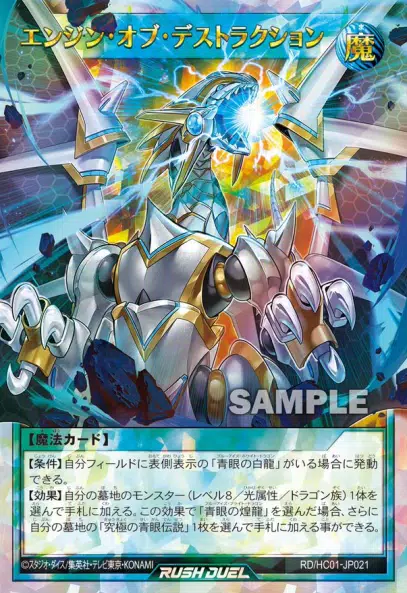 エンジン・オブ・デストラクション
魔
SAMPLE
【魔法カード】
【条件】自分フィールドに表側表示の「青眼の白龍」がいる場合に発動
できる。
【効果】自分の墓地のモンスター(レベル8/光属性/ドラゴン族)1体を
選んで手札に加える。この効果で「青眼の煌龍」を選んだ場合、さらに
自分の墓地の「究極の青眼伝説」1枚を選んで手札に加える事ができる。
©スタジオ・ダイス/集英社・テレビ東京・KONAMI
RUSH DUEL
RD/HC01-JP021